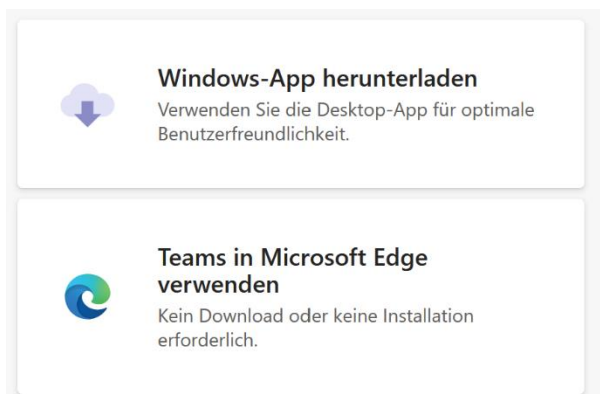 Windows-App herunterladen
Verwenden Sie die Desktop-App für optimale
Benutzerfreundlichkeit.
Teams in Microsoft Edge
verwenden
Kein Download oder keine Installation
erforderlich.